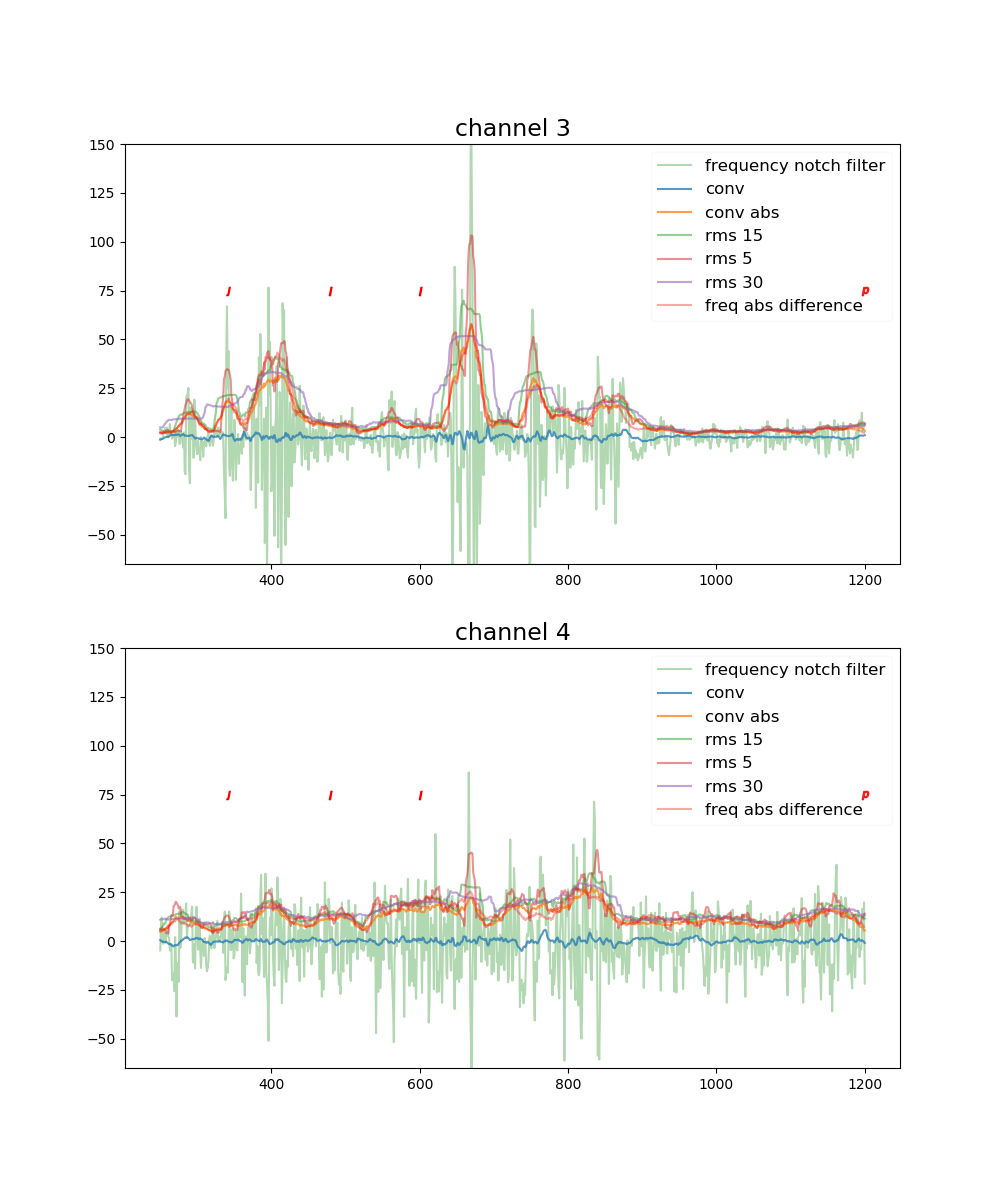 channel 3
150
125
100
75
50
25
0
−25
−50
400 600 800 1000 1200
frequency notch filter
conv
conv abs
rms 15
rms 5
rms 30
freq abs difference
p
channel 4
150
125
100
75
50
25
0
−25
−50
400 600 800 1000 1200
frequency notch filter
conv
conv abs
rms 15
rms 5
rms 30
freq abs difference
p